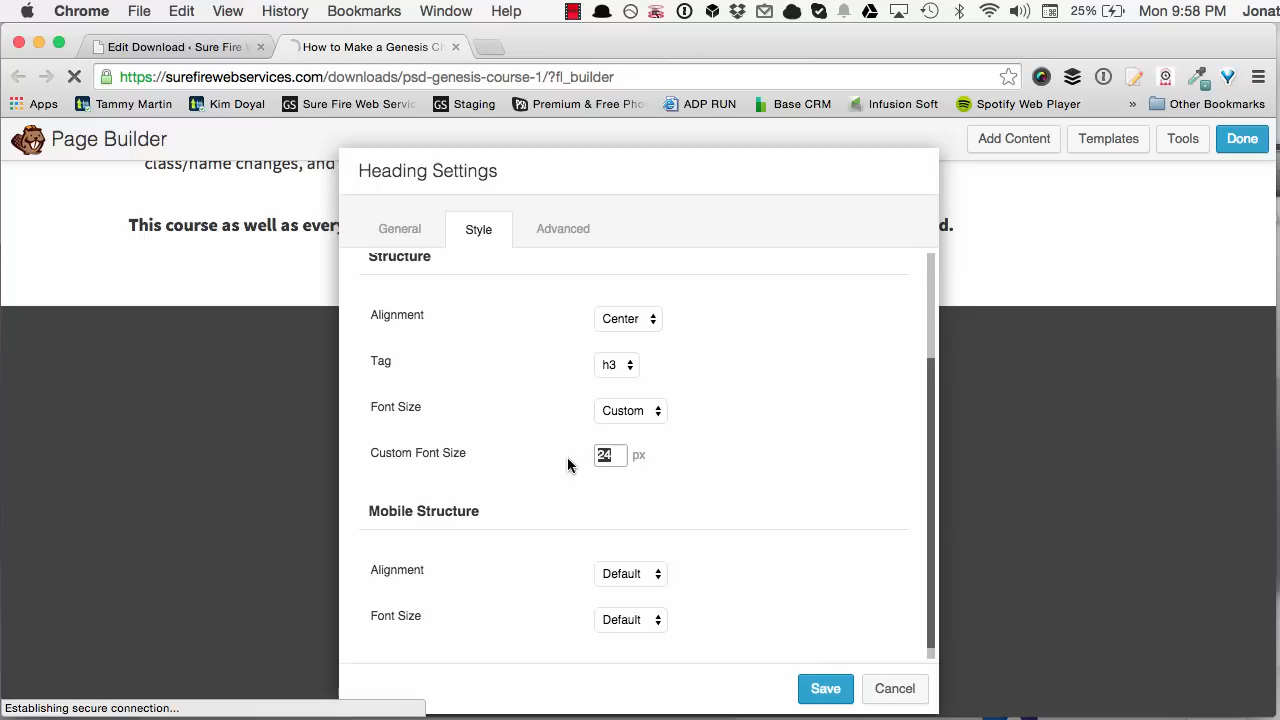 Chrome File Edit View History Bookmarks Window Help 25% Mon 9:58 PM Jonat
Edit Download ‹ Sure Fire × How to Make a Genesis ×
https://surefirewebservices.com/downloads/psd-genesis-course-1/?fl_builder
Apps Tammy Martin Kim Doyal GS Sure Fire Web GS Staging Premium & Free ADP RUN Base CRM Infusion Soft Spotify Web Player » Other Bookmarks
Page Builder Add Content Templates Tools Done
class/name changes, and
Heading Settings
This course as well as d.
General Style Advanced
Structure
Alignment Center
Tag h3
Font Size Custom
Custom Font Size 24 px
Mobile Structure
Alignment Default
Font Size Default
Save Cancel
Establishing secure connection...